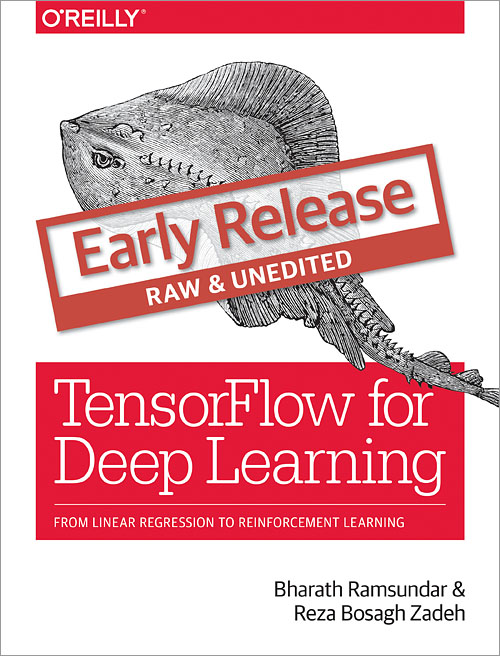 O'REILLY®
Early Release
RAW & UNEDITED
TensorFlow for
Deep Learning
FROM LINEAR REGRESSION TO REINFORCEMENT LEARNING
Bharath Ramsundar &
Reza Bosagh Zadeh